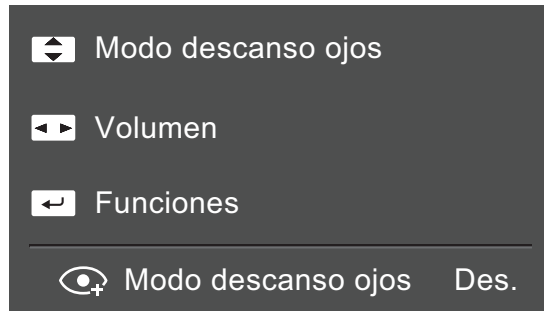 Modo descanso ojos
Volumen
Funciones
Modo descanso ojos Des.